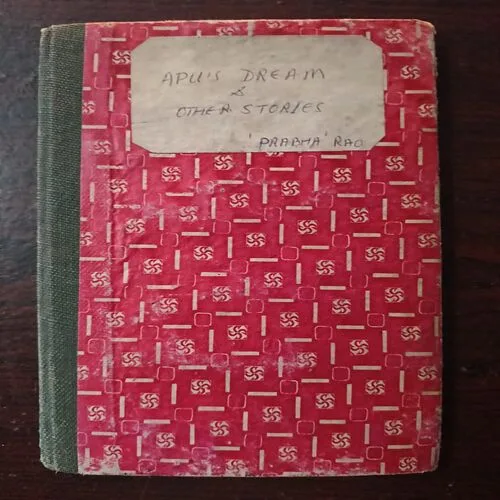 APU'S DREAM
&
OTHER STORIES
'PRABHA' RAO